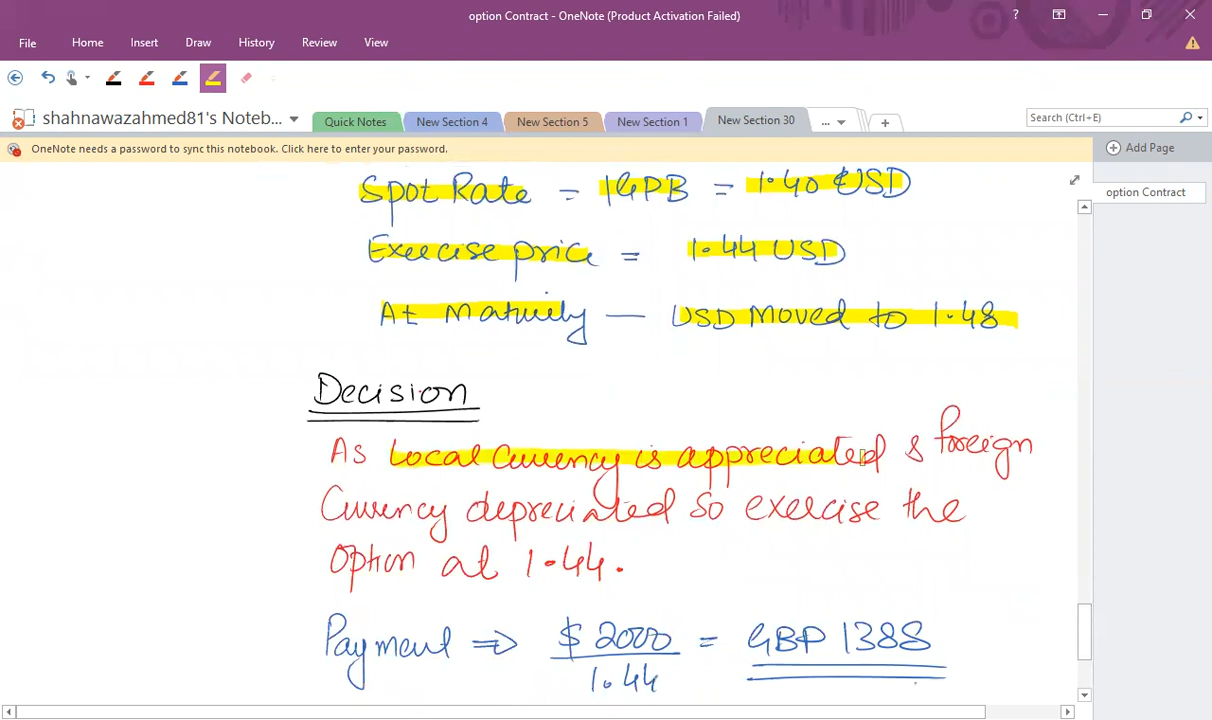 option Contract - OneNote (Product Activation Failed)
File Home Insert Draw History Review View
shahnawazahmed81's Noteb... Quick Notes New Section 4 New Section 5 New Section 1 New Section 30 ... Search (Ctrl+E)
OneNote needs a password to sync this notebook. Click here to enter your password.
Add Page
option Contract
Spot Rate = 1GPB = 1.40 USD
Exercise price = 1.44 USD
At Maturity — USD Moved to 1.48
Decision
As Local Currency is appreciated & foreign
Currency depreciated so exercise the
Option at 1.44.
Payment ⇒ $ 2000 = GBP 1388
1.44